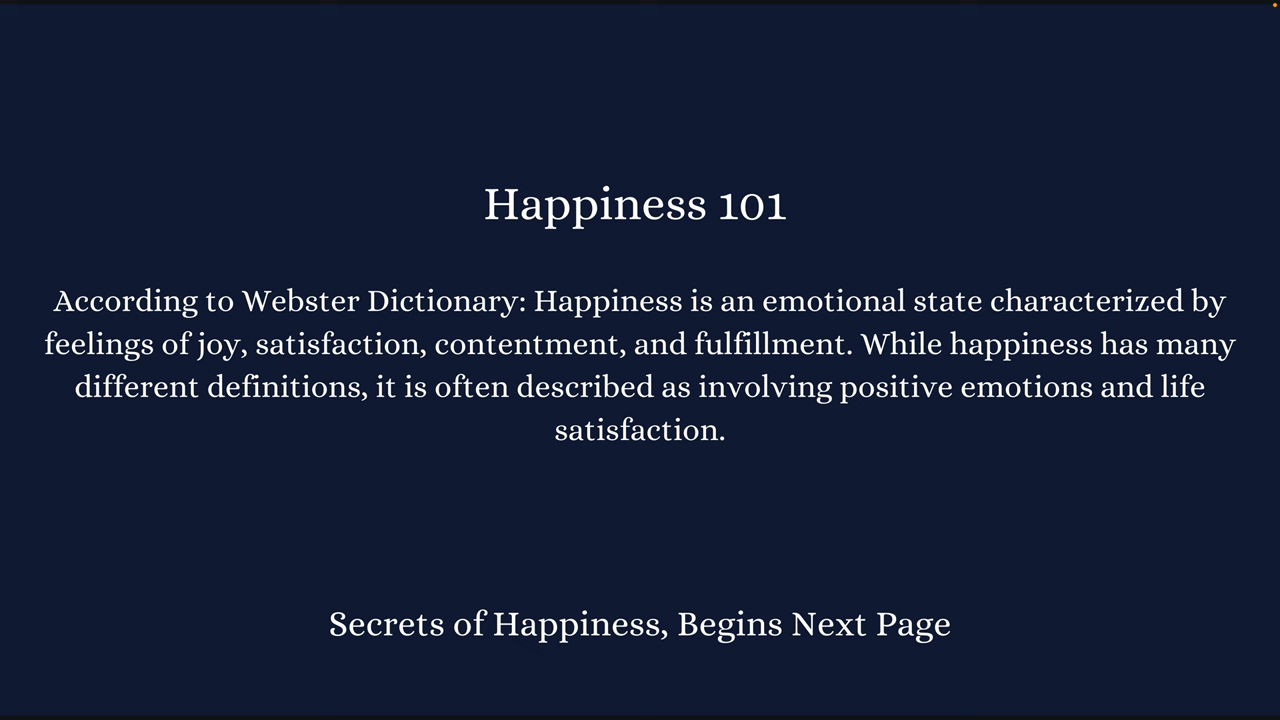 Happiness 101
According to Webster Dictionary: Happiness is an emotional state characterized by
feelings of joy, satisfaction, contentment, and fulfillment. While happiness has many
different definitions, it is often described as involving positive emotions and life
satisfaction.
Secrets of Happiness, Begins Next Page